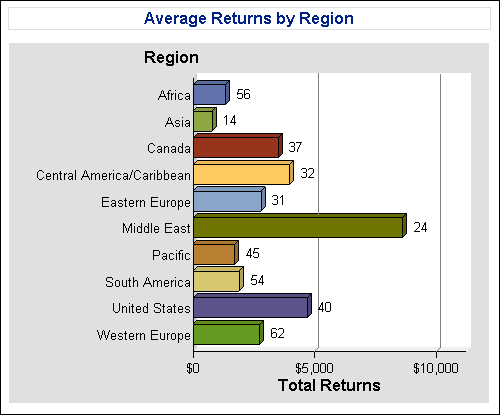 Average Returns by Region
Region
Africa 56
Asia 14
Canada 37
Central America/Caribbean 32
Eastern Europe 31
Middle East 24
Pacific 45
South America 54
United States 40
Western Europe 62
$0 $5,000 $10,000
Total Returns